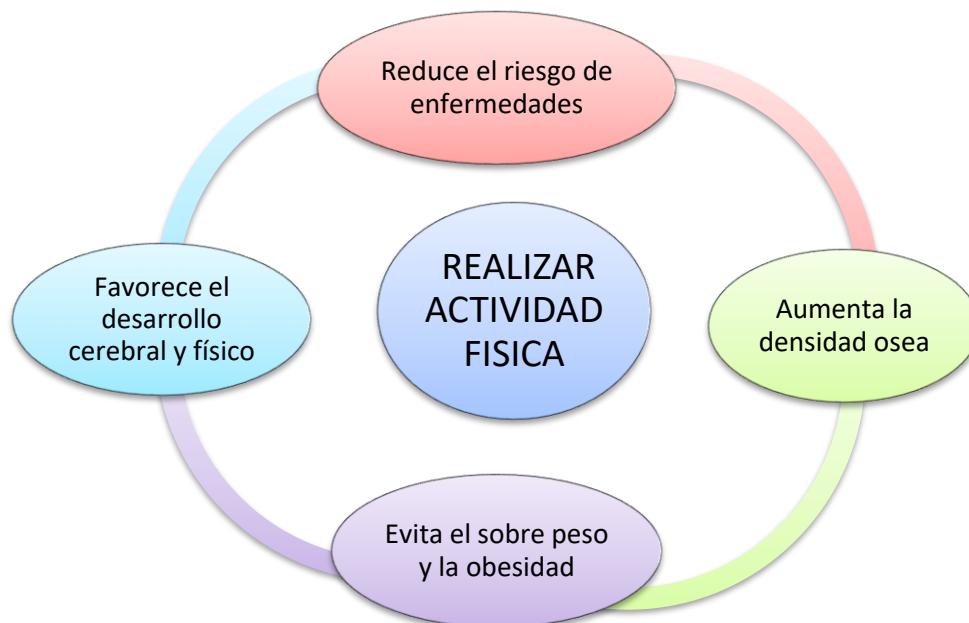 Reduce el riesgo de
enfermedades
REALIZAR
ACTIVIDAD
FISICA
Aumenta la
densidad osea
Evita el sobre peso
y la obesidad
Favorece el
desarrollo
cerebral y físico